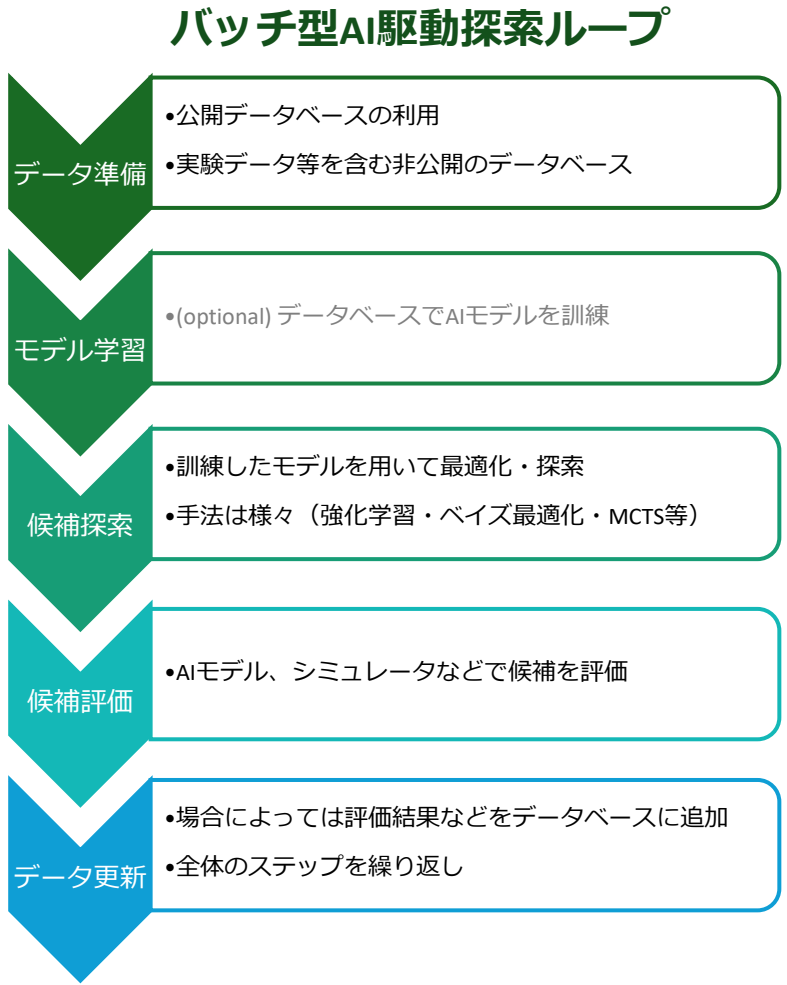 バッチ型AI駆動探索ループ
データ準備
•公開データベースの利用
•実験データ等を含む非公開のデータベース
モデル学習
•(optional) データベースでAIモデルを訓練
候補探索
•訓練したモデルを用いて最適化・探索
•手法は様々（強化学習・ベイズ最適化・MCTS等）
候補評価
•AIモデル、シミュレータなどで候補を評価
データ更新
•場合によっては評価結果などをデータベースに追加
•全体のステップを繰り返し